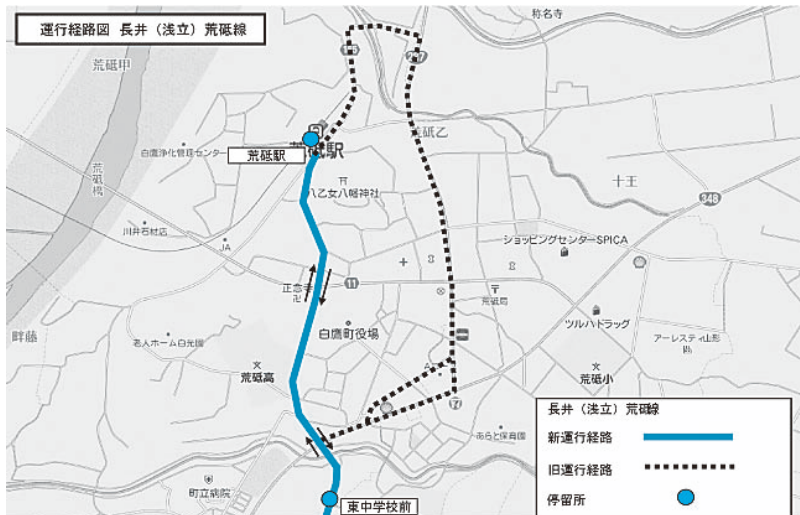 運行経路図 長井（浅立）荒砥線
称名寺
荒砥甲
荒砥乙
白鷹浄化管理センター
荒砥駅
荒砥駅
荒砥橋
八乙女八幡神社
十王
348
川井石材店
JA
ショッピングセンターSPICA
正念寺
11
荒砥局
畔藤
白鷹町役場
ツルハドラッグ
老人ホーム白光園
アーレスティ山形
荒砥高
荒砥小
あらと保育園
町立病院
東中学校前
長井（浅立）荒砥線
新運行経路
旧運行経路
停留所